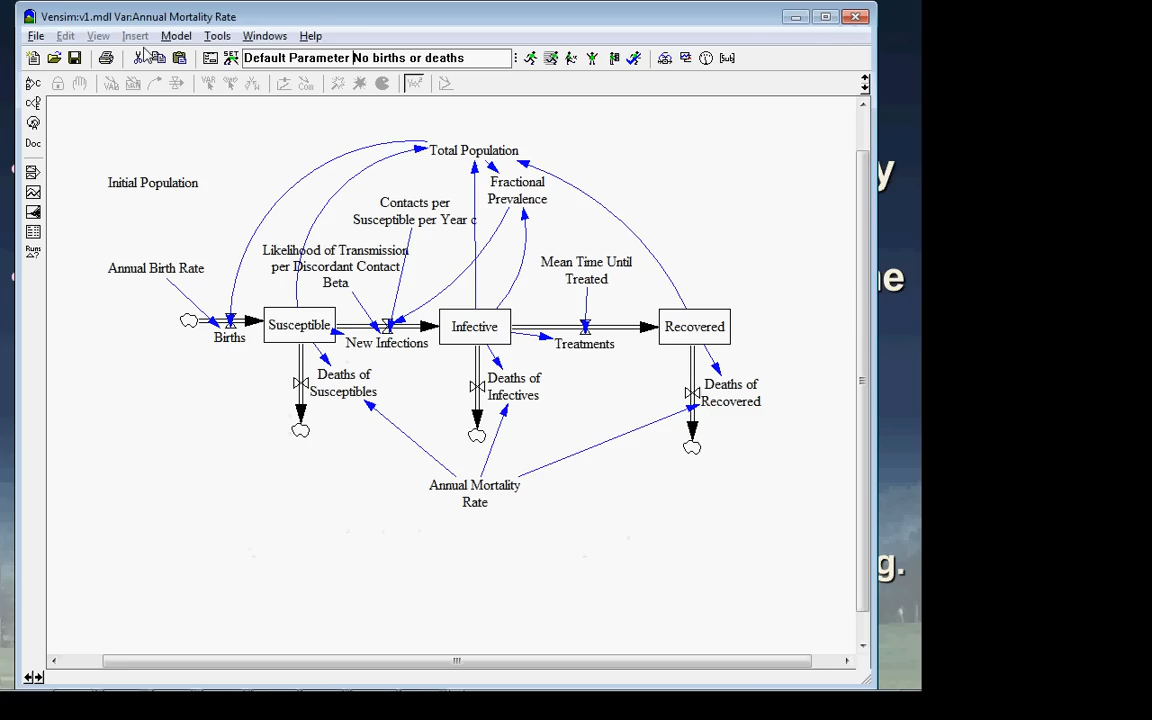 Vensim:v1.mdl Var:Annual Mortality Rate
File Edit View Insert Model Tools Windows Help
SET Default Parameter No births or deaths
Doc
Runs
Total Population
Initial Population
Fractional
Prevalence
Contacts per
Susceptible per Year c
Likelihood of Transmission
per Discordant Contact
Beta
Mean Time Until
Treated
Annual Birth Rate
Susceptible
Infective
Recovered
Births
New Infections
Treatments
Deaths of
Susceptibles
Deaths of
Infectives
Deaths of
Recovered
Annual Mortality
Rate
y
ne
g.